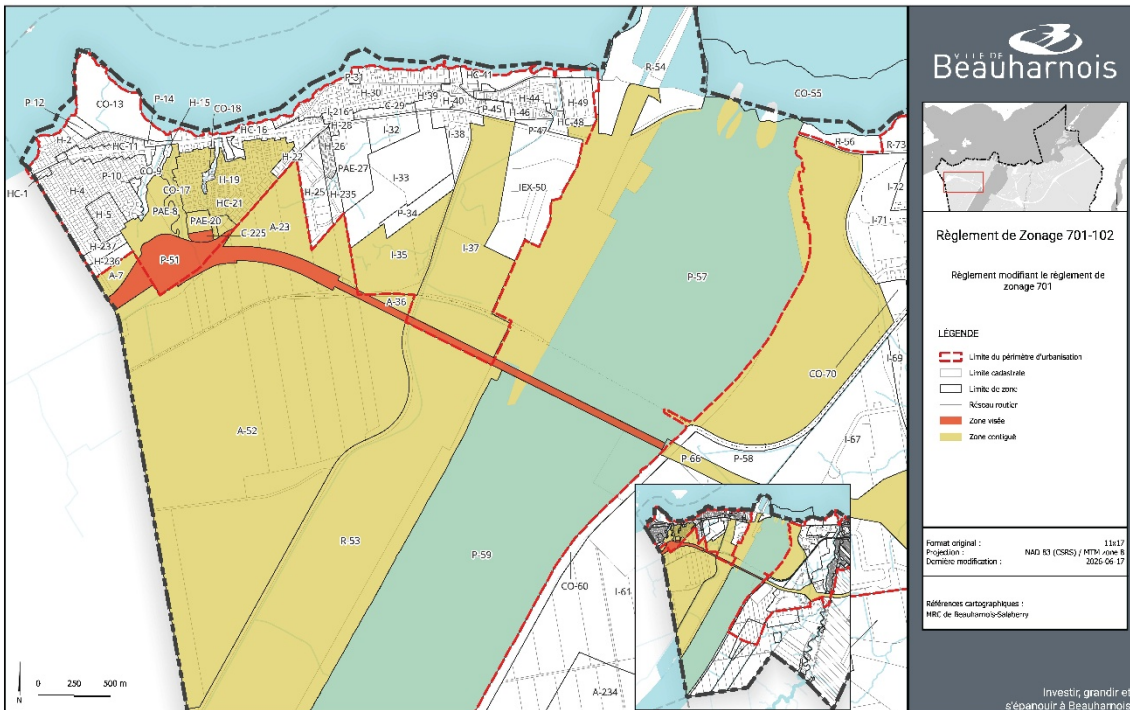 P-12
CO-13
P-14
H-15
CO-18
HC-16
H-2
HC-11
P-10
CO-9
HC-1
H-4
H-5
CO-17
HC-21
PAE-8
PAE-20
C-225
A-23
H-237
H-236
A-7
P-51
H-22
H-25
H-235
PAE-27
H-26
H-28
I-216
C-29
H-30
P-31
H-39
H-40
HC-41
H-44
P-45
H-46
P-47
HC-48
H-49
I-32
I-33
P-34
I-35
A-36
I-37
I-38
IEX-50
R-54
CO-55
R-56
R-73
I-72
I-71
P-57
CO-70
I-69
I-67
P-66
P-58
A-52
R-53
P-59
CO-60
I-61
A-234
N
0 250 500 m
VILLE DE
Beauharnois
Règlement de Zonage 701-102
Règlement modifiant le règlement de
zonage 701
LÉGENDE
Limite du périmètre d'urbanisation
Limite cadastrale
Limite de zone
Réseau routier
Zone visée
Zone contiguë
Format original : 11x17
Projection : NAD 83 (CSRS) / MTM zone 8
Dernière modification : 2026-06-17
Références cartographiques :
MRC de Beauharnois-Salaberry
Investir, grandir et
s'épanouir à Beauharnois